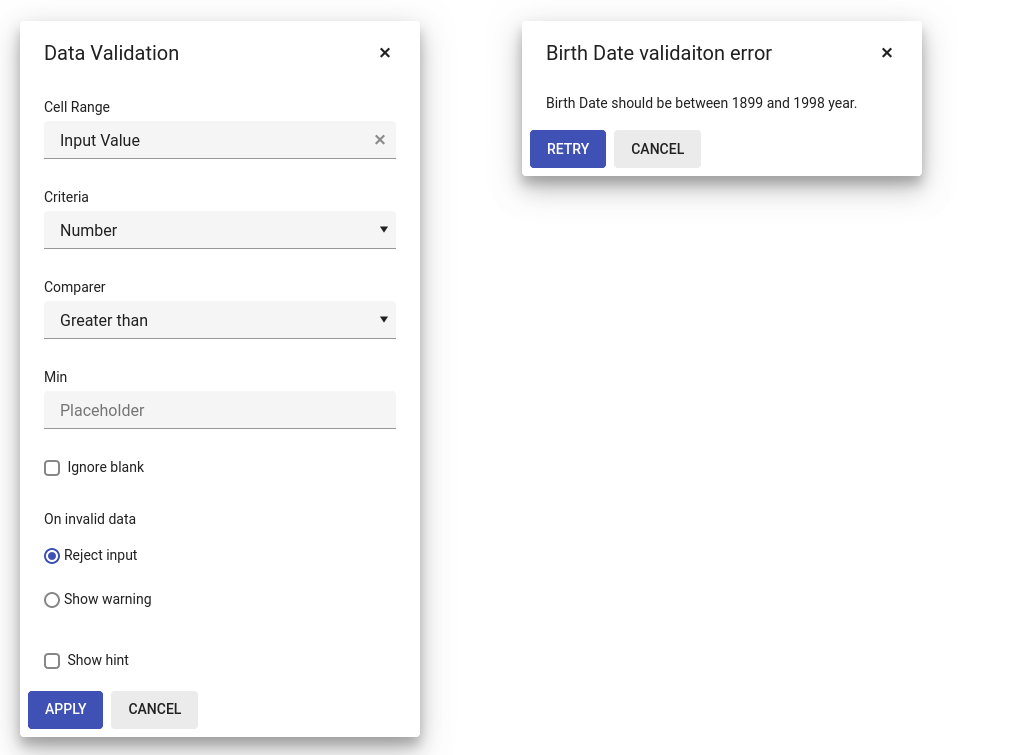 Data Validation
Cell Range
Input Value
Criteria
Number
Comparer
Greater than
Min
Placeholder
Ignore blank
On invalid data
Reject input
Show warning
Show hint
APPLY CANCEL
Birth Date validaiton error
Birth Date should be between 1899 and 1998 year.
RETRY CANCEL